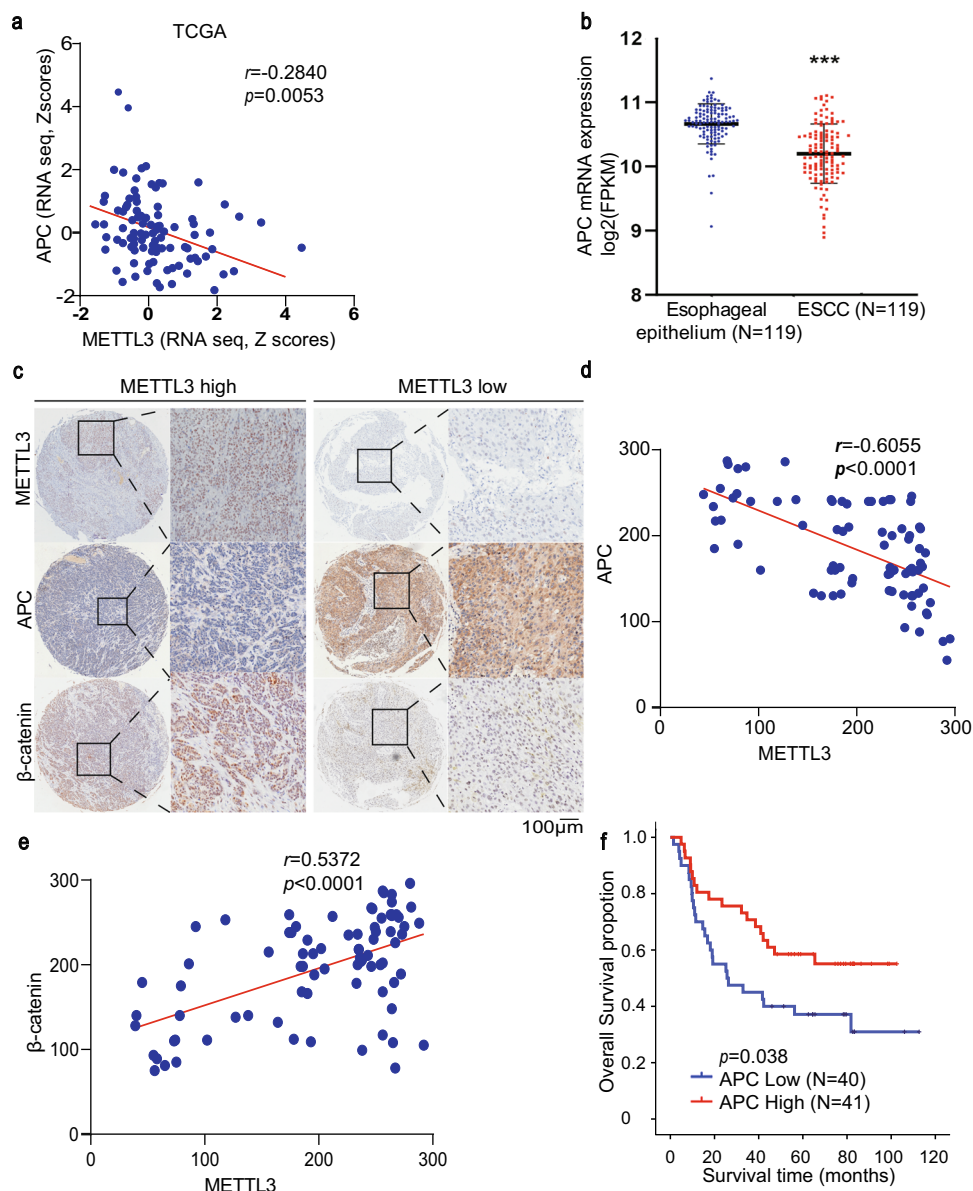 a
TCGA
r=-0.2840
p=0.0053
APC (RNA seq, Zscores)
6
4
2
0
-2
-2
0
2
4
6
METTL3 (RNA seq, Z scores)
b
***
APC mRNA expression
log2(FPKM)
12
11
10
9
8
Esophageal
epithelium (N=119)
ESCC (N=119)
c
METTL3 high
METTL3 low
METTL3
APC
β-catenin
100µm
d
r=-0.6055
p<0.0001
APC
300
200
100
0
0
100
200
300
METTL3
e
r=0.5372
p<0.0001
β-catenin
300
200
100
0
0
100
200
300
METTL3
f
Overall Survival propotion
1.0
0.8
0.6
0.4
0.2
0
p=0.038
APC Low (N=40)
APC High (N=41)
0
20
40
60
80
100
120
Survival time (months)